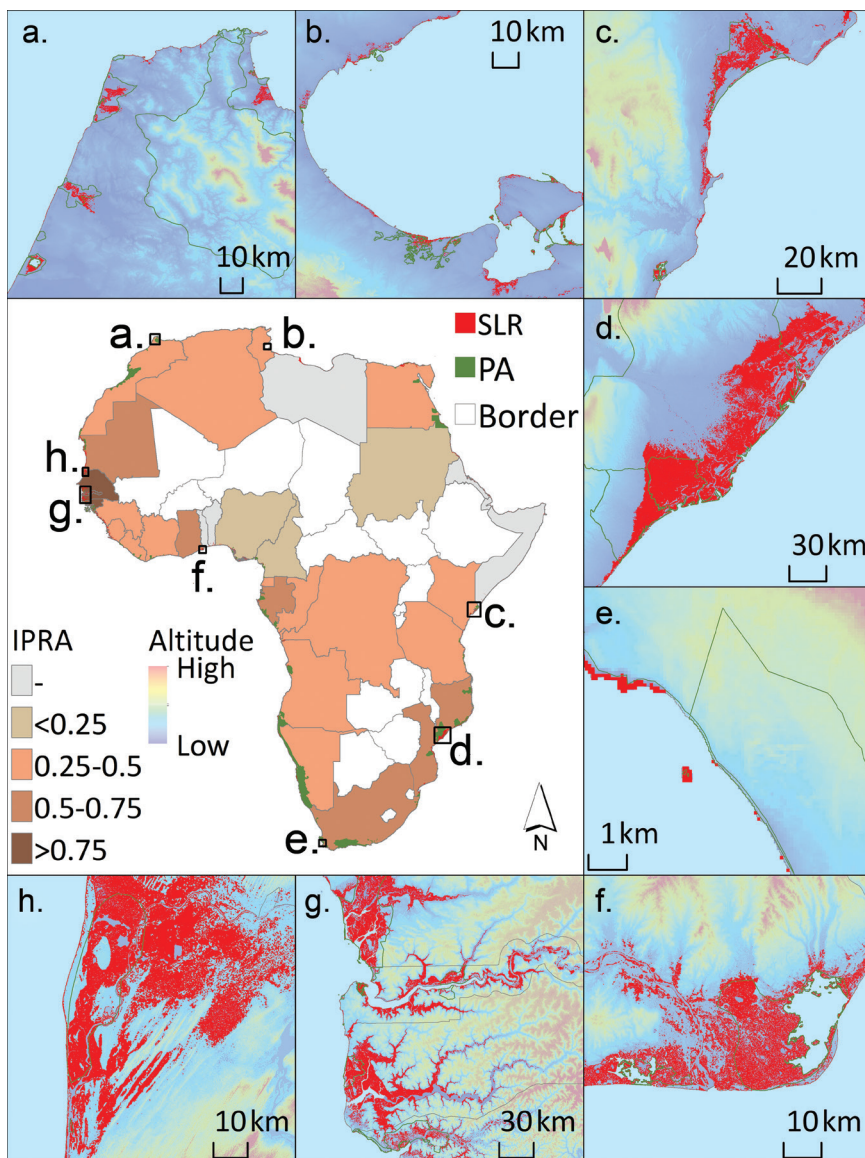 a.
10 km
b.
10 km
c.
20 km
a.
b.
SLR
PA
Border
h.
g.
f.
c.
d.
e.
IPRA
-
<0.25
0.25-0.5
0.5-0.75
>0.75
Altitude
High
Low
N
d.
30 km
e.
1 km
h.
10 km
g.
30 km
f.
10 km